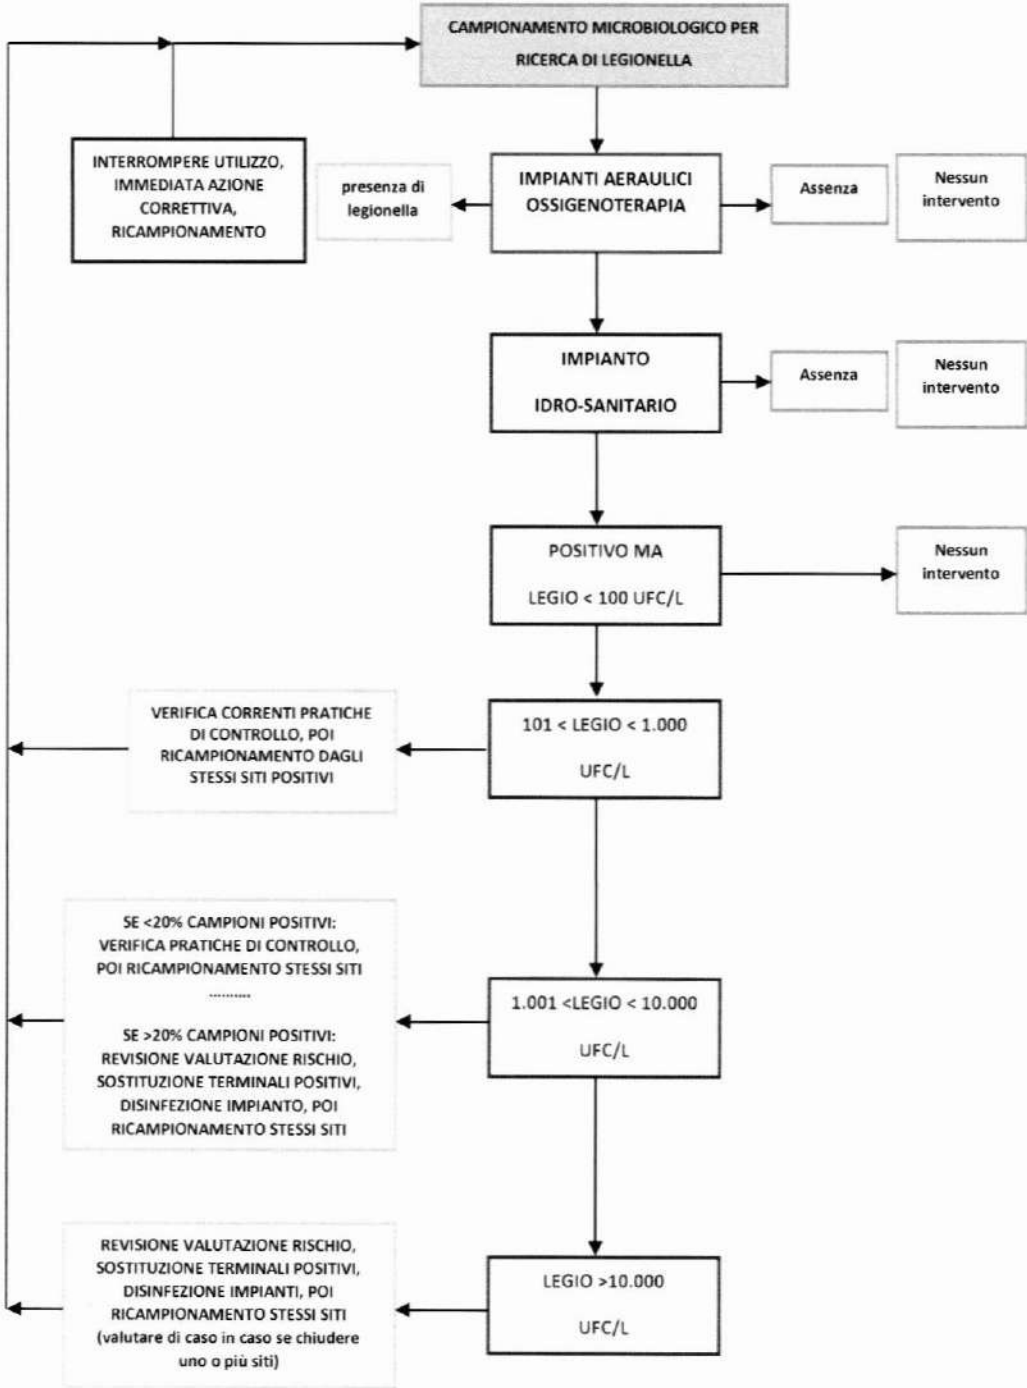 CAMPIONAMENTO MICROBIOLOGICO PER
RICERCA DI LEGIONELLA
INTERROMPERE UTILIZZO,
IMMEDIATA AZIONE
CORRETTIVA,
RICAMPIONAMENTO
presenza di
legionella
IMPIANTI AERAULICI
OSSIGENOTERAPIA
Assenza
Nessun
intervento
IMPIANTO
IDRO-SANITARIO
Assenza
Nessun
intervento
POSITIVO MA
LEGIO < 100 UFC/L
Nessun
intervento
VERIFICA CORRENTI PRATICHE
DI CONTROLLO, POI
RICAMPIONAMENTO DAGLI
STESSI SITI POSITIVI
101 < LEGIO < 1.000
UFC/L
SE <20% CAMPIONI POSITIVI:
VERIFICA PRATICHE DI CONTROLLO,
POI RICAMPIONAMENTO STESSI SITI
..........
SE >20% CAMPIONI POSITIVI:
REVISIONE VALUTAZIONE RISCHIO,
SOSTITUZIONE TERMINALI POSITIVI,
DISINFEZIONE IMPIANTO, POI
RICAMPIONAMENTO STESSI SITI
1.001 <LEGIO < 10.000
UFC/L
REVISIONE VALUTAZIONE RISCHIO,
SOSTITUZIONE TERMINALI POSITIVI,
DISINFEZIONE IMPIANTI, POI
RICAMPIONAMENTO STESSI SITI
(valutare di caso in caso se chiudere
uno o più siti)
LEGIO >10.000
UFC/L